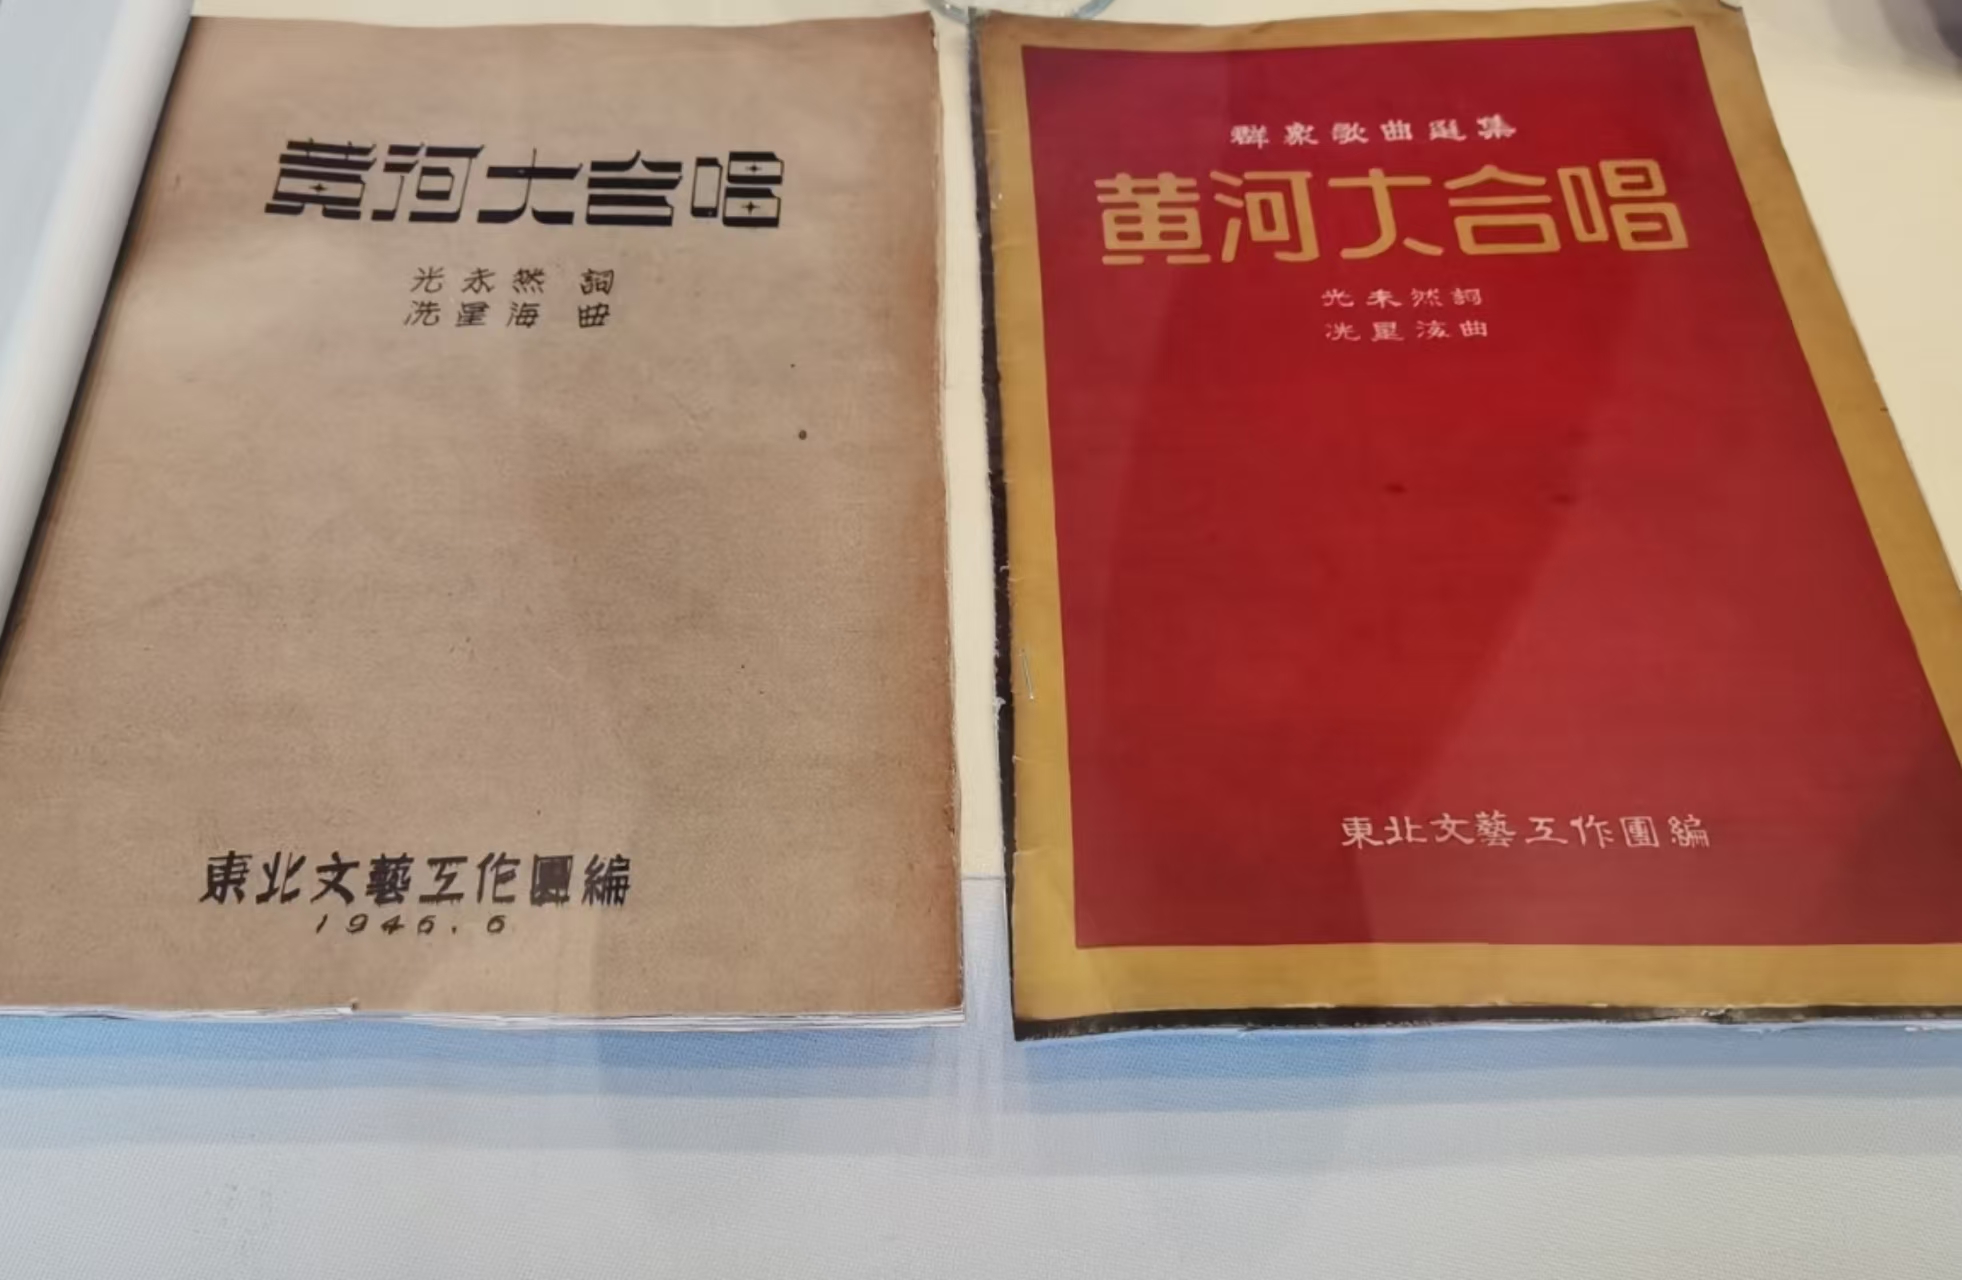 黄河大合唱
光未然 詞
冼星海 曲
東北文藝工作團編
1946.6
群衆歌曲選集
黄河大合唱
光未然詞
冼星海曲
東北文藝工作團編